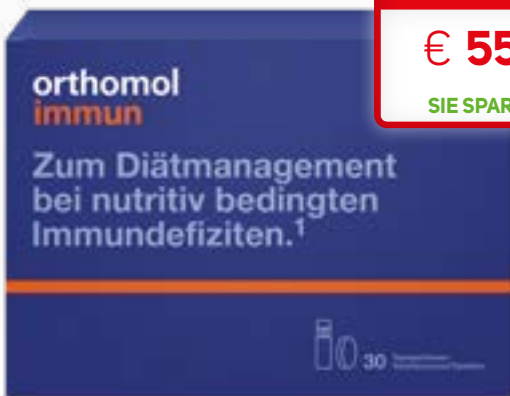 € 55
SIE SPAR
orthomol
immun
Zum Diätmanagement
bei nutritiv bedingten
Immundefiziten.¹
30